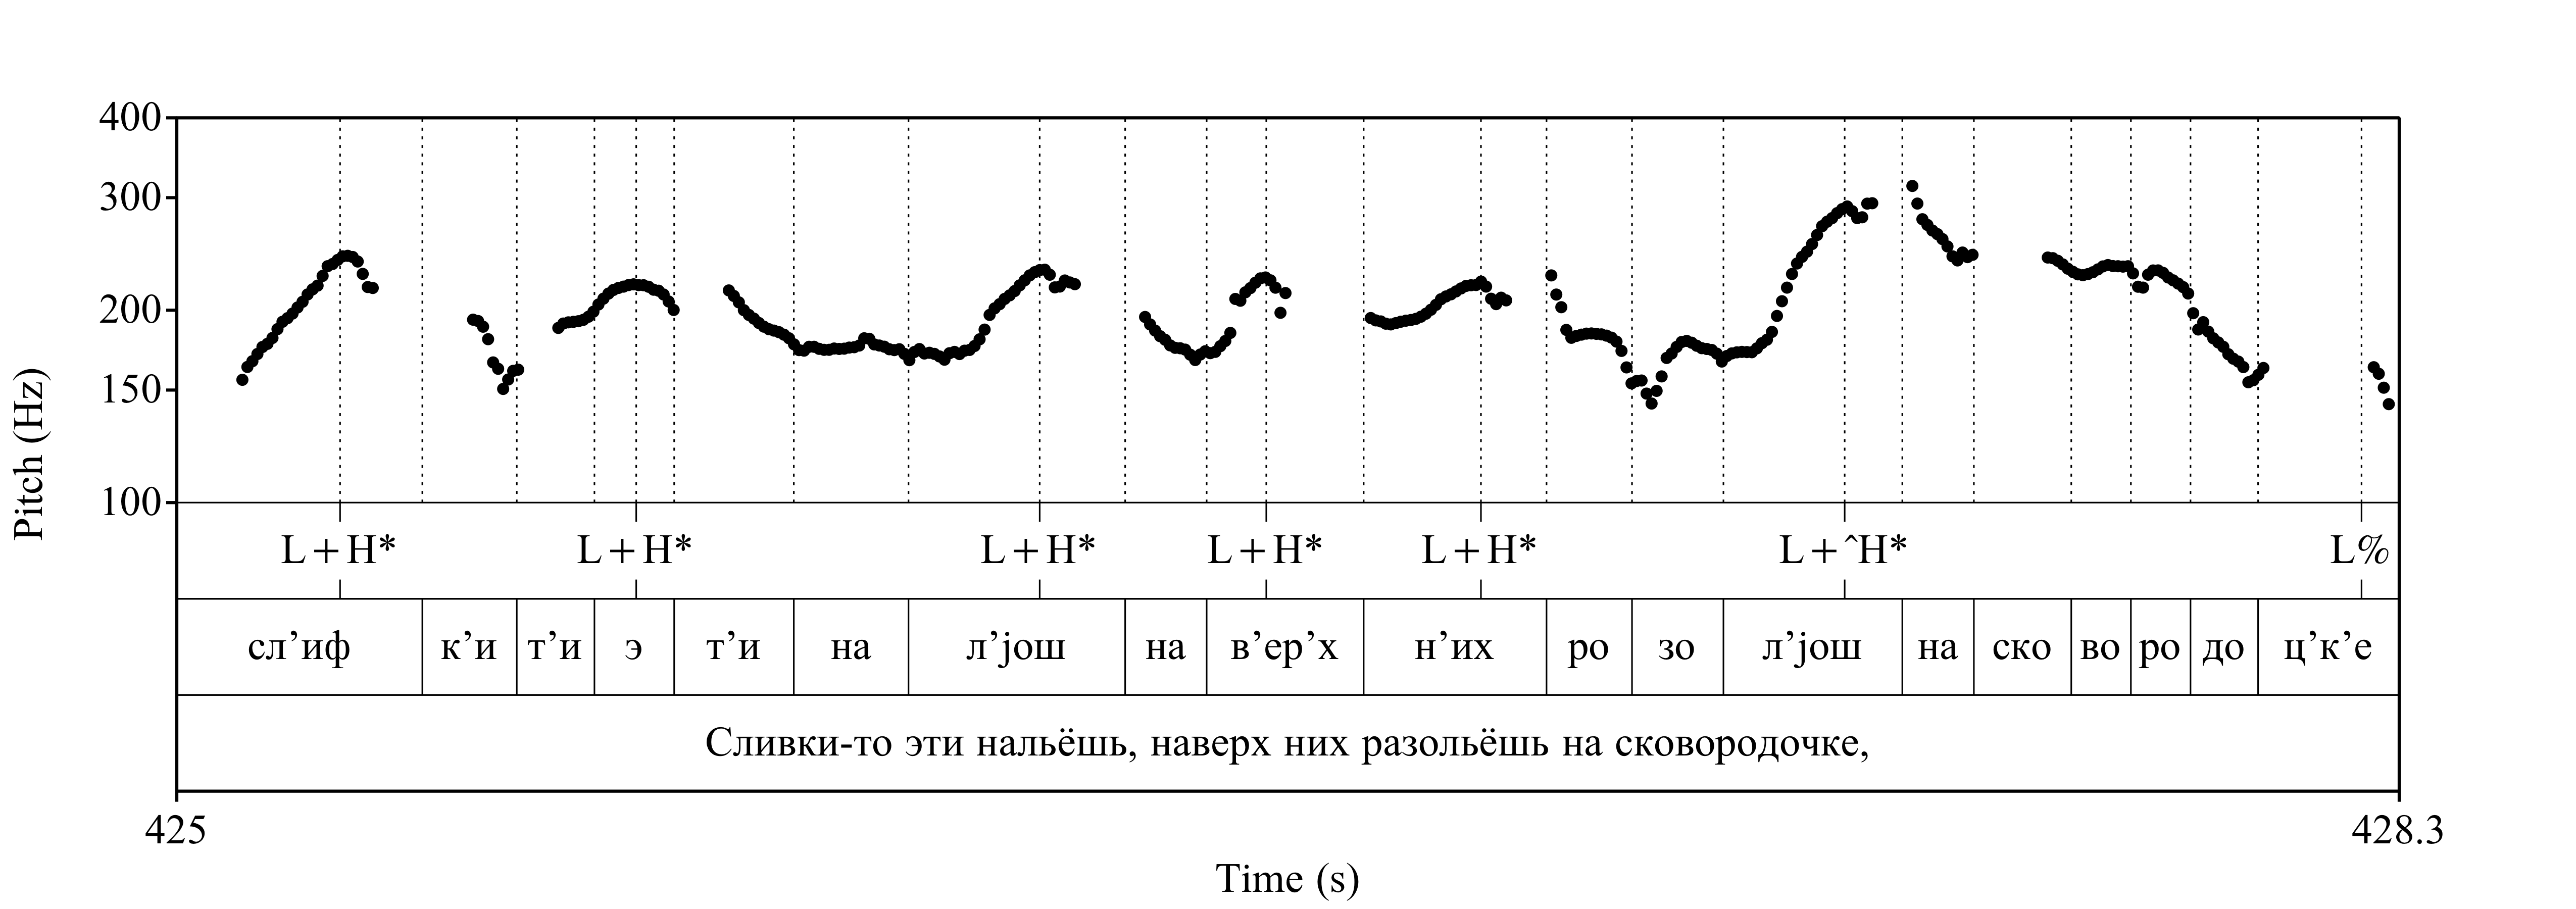 400
300
200
150
100
Pitch (Hz)
L+H* L+H* L+H* L+H* L+H* L+ˆH* L%
сл’иф к’и т’и э т’и на л’још на в’ер’х н’их ро зо л’још на ско во ро до ц’к’е
Сливки-то эти нальёшь, наверх них разольёшь на сковородочке,
425 428.3
Time (s)